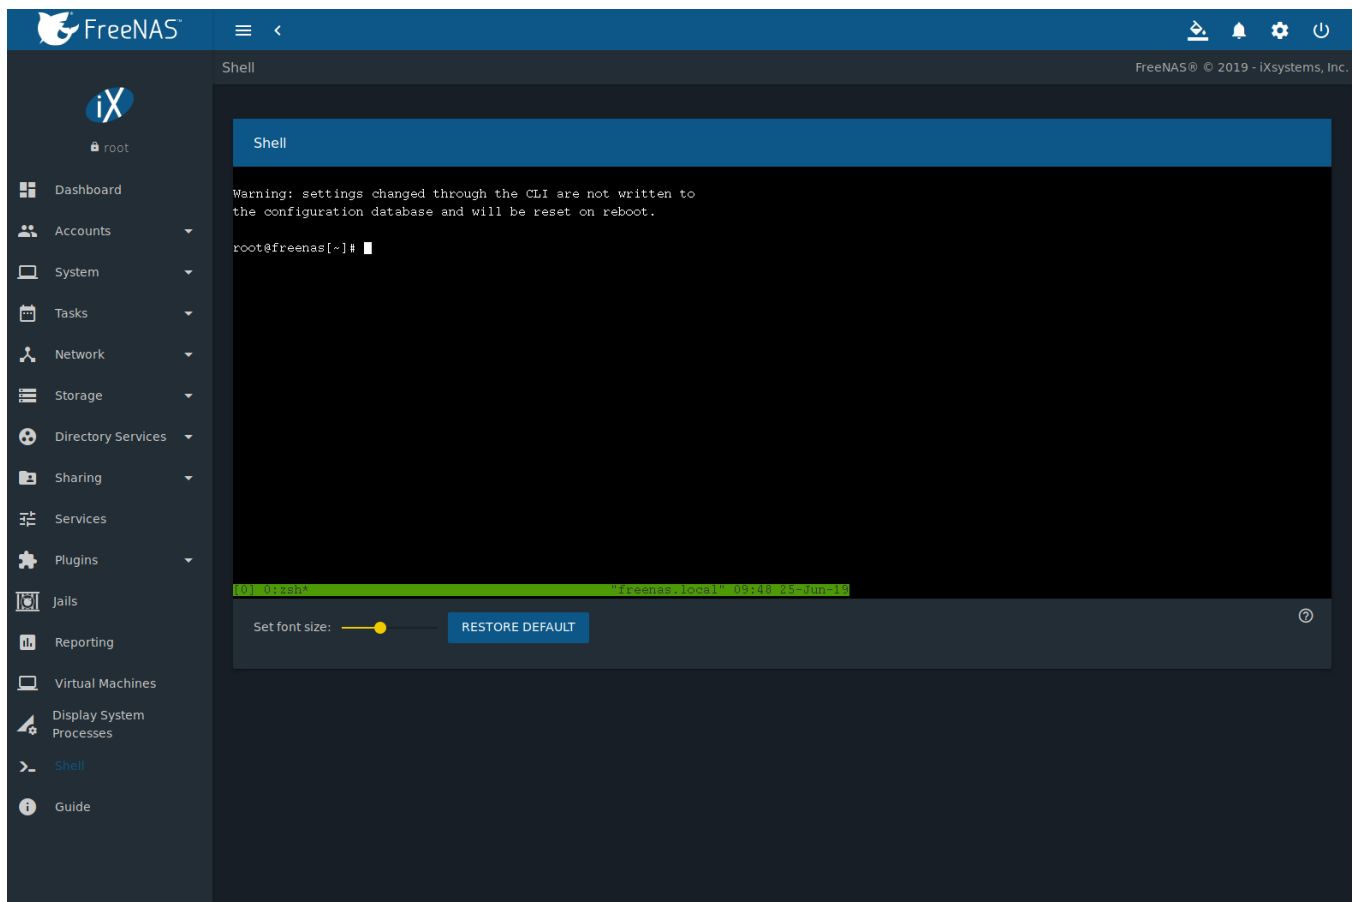 FreeNAS™
Shell
FreeNAS® © 2019 - iXsystems, Inc.
iX
root
Dashboard
Accounts
System
Tasks
Network
Storage
Directory Services
Sharing
Services
Plugins
Jails
Reporting
Virtual Machines
Display System
Processes
Shell
Guide
Shell
Warning: settings changed through the CLI are not written to
the configuration database and will be reset on reboot.
root@freenas[~]#
[0] 0:zsh* "freenas.local" 09:48 25-Jun-19
Set font size:
RESTORE DEFAULT